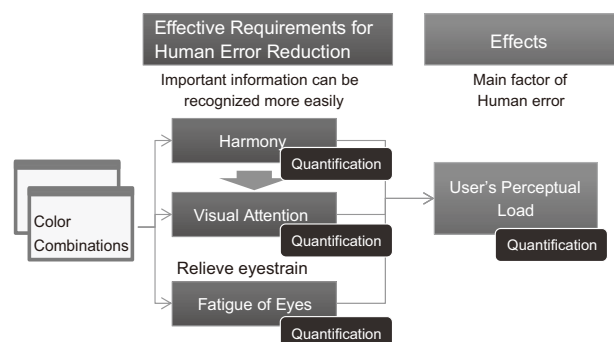 Effective Requirements for
Human Error Reduction
Effects
Important information can be
recognized more easily
Main factor of
Human error
Harmony
Quantification
Color
Combinations
Visual Attention
Quantification
User's Perceptual
Load
Quantification
Relieve eyestrain
Fatigue of Eyes
Quantification